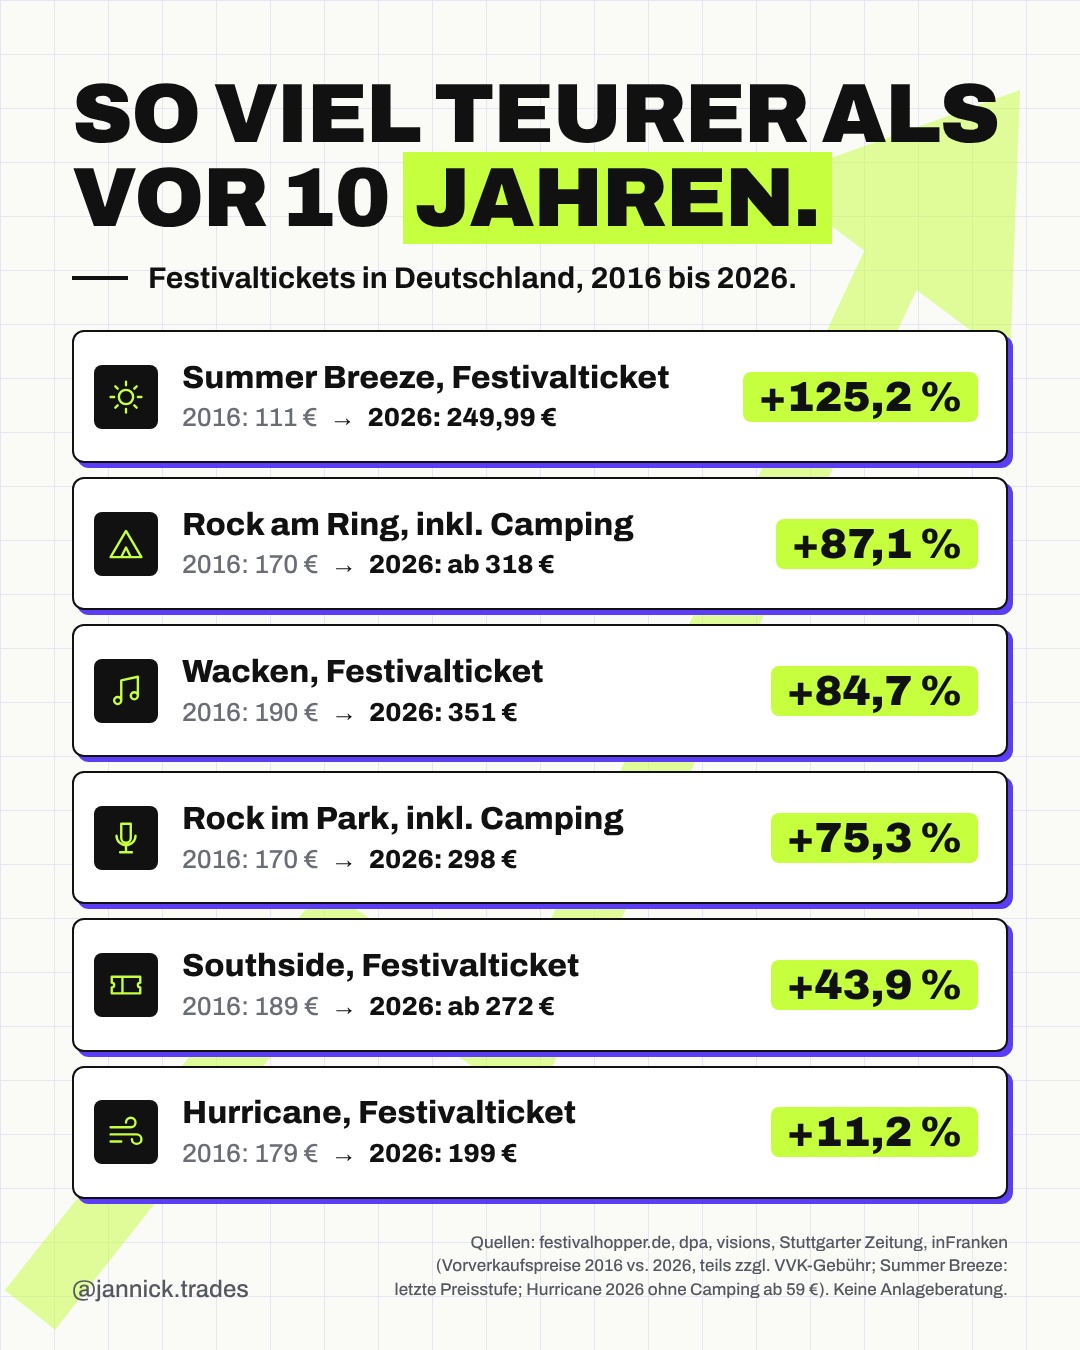 SO VIEL TEURER ALS
VOR 10 JAHREN.
Festivaltickets in Deutschland, 2016 bis 2026.
Summer Breeze, Festivalticket
2016: 111 € → 2026: 249,99 €
+125,2 %
Rock am Ring, inkl. Camping
2016: 170 € → 2026: ab 318 €
+87,1 %
Wacken, Festivalticket
2016: 190 € → 2026: 351 €
+84,7 %
Rock im Park, inkl. Camping
2016: 170 € → 2026: 298 €
+75,3 %
Southside, Festivalticket
2016: 189 € → 2026: ab 272 €
+43,9 %
Hurricane, Festivalticket
2016: 179 € → 2026: 199 €
+11,2 %
Quellen: festivalhopper.de, dpa, visions, Stuttgarter Zeitung, inFranken
(Vorverkaufspreise 2016 vs. 2026, teils zzgl. VVK-Gebühr; Summer Breeze:
letzte Preisstufe; Hurricane 2026 ohne Camping ab 59 €). Keine Anlageberatung.
@jannick.trades